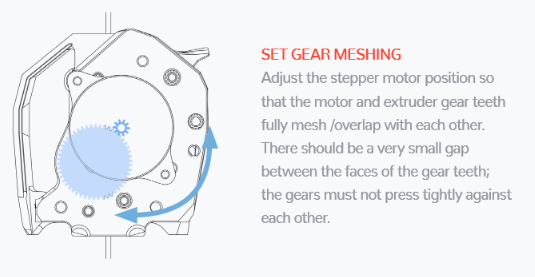 SET GEAR MESHING
Adjust the stepper motor position so
that the motor and extruder gear teeth
fully mesh /overlap with each other.
There should be a very small gap
between the faces of the gear teeth;
the gears must not press tightly against
each other.